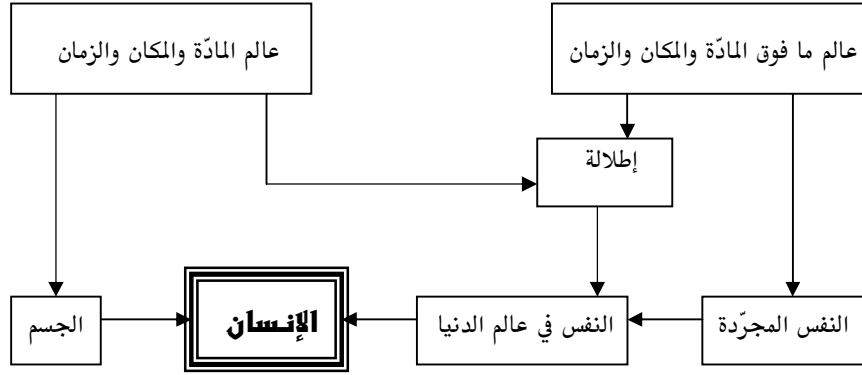 عالم ما فوق المادّة والمكان والزمان
عالم المادّة والمكان والزمان
إطلالة
النفس المجرّدة
النفس في عالم الدنيا
الإنسان
الجسم